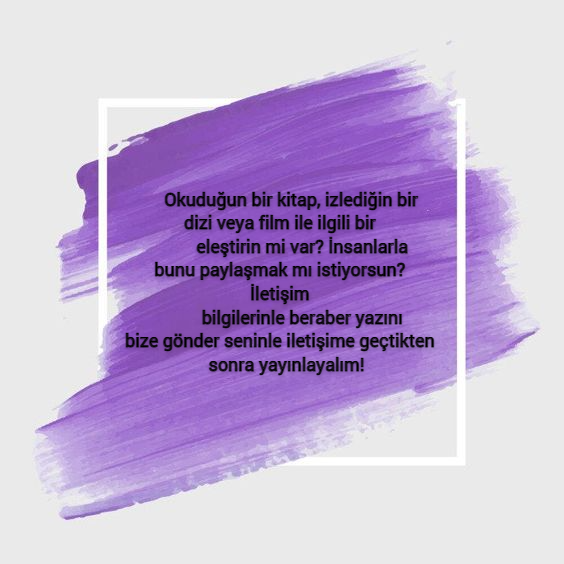 Okuduğun bir kitap, izlediğin bir
dizi veya film ile ilgili bir
eleştirin mi var? İnsanlarla
bunu paylaşmak mı istiyorsun?
İletişim
bilgilerinle beraber yazını
bize gönder seninle iletişime geçtikten
sonra yayınlayalım!